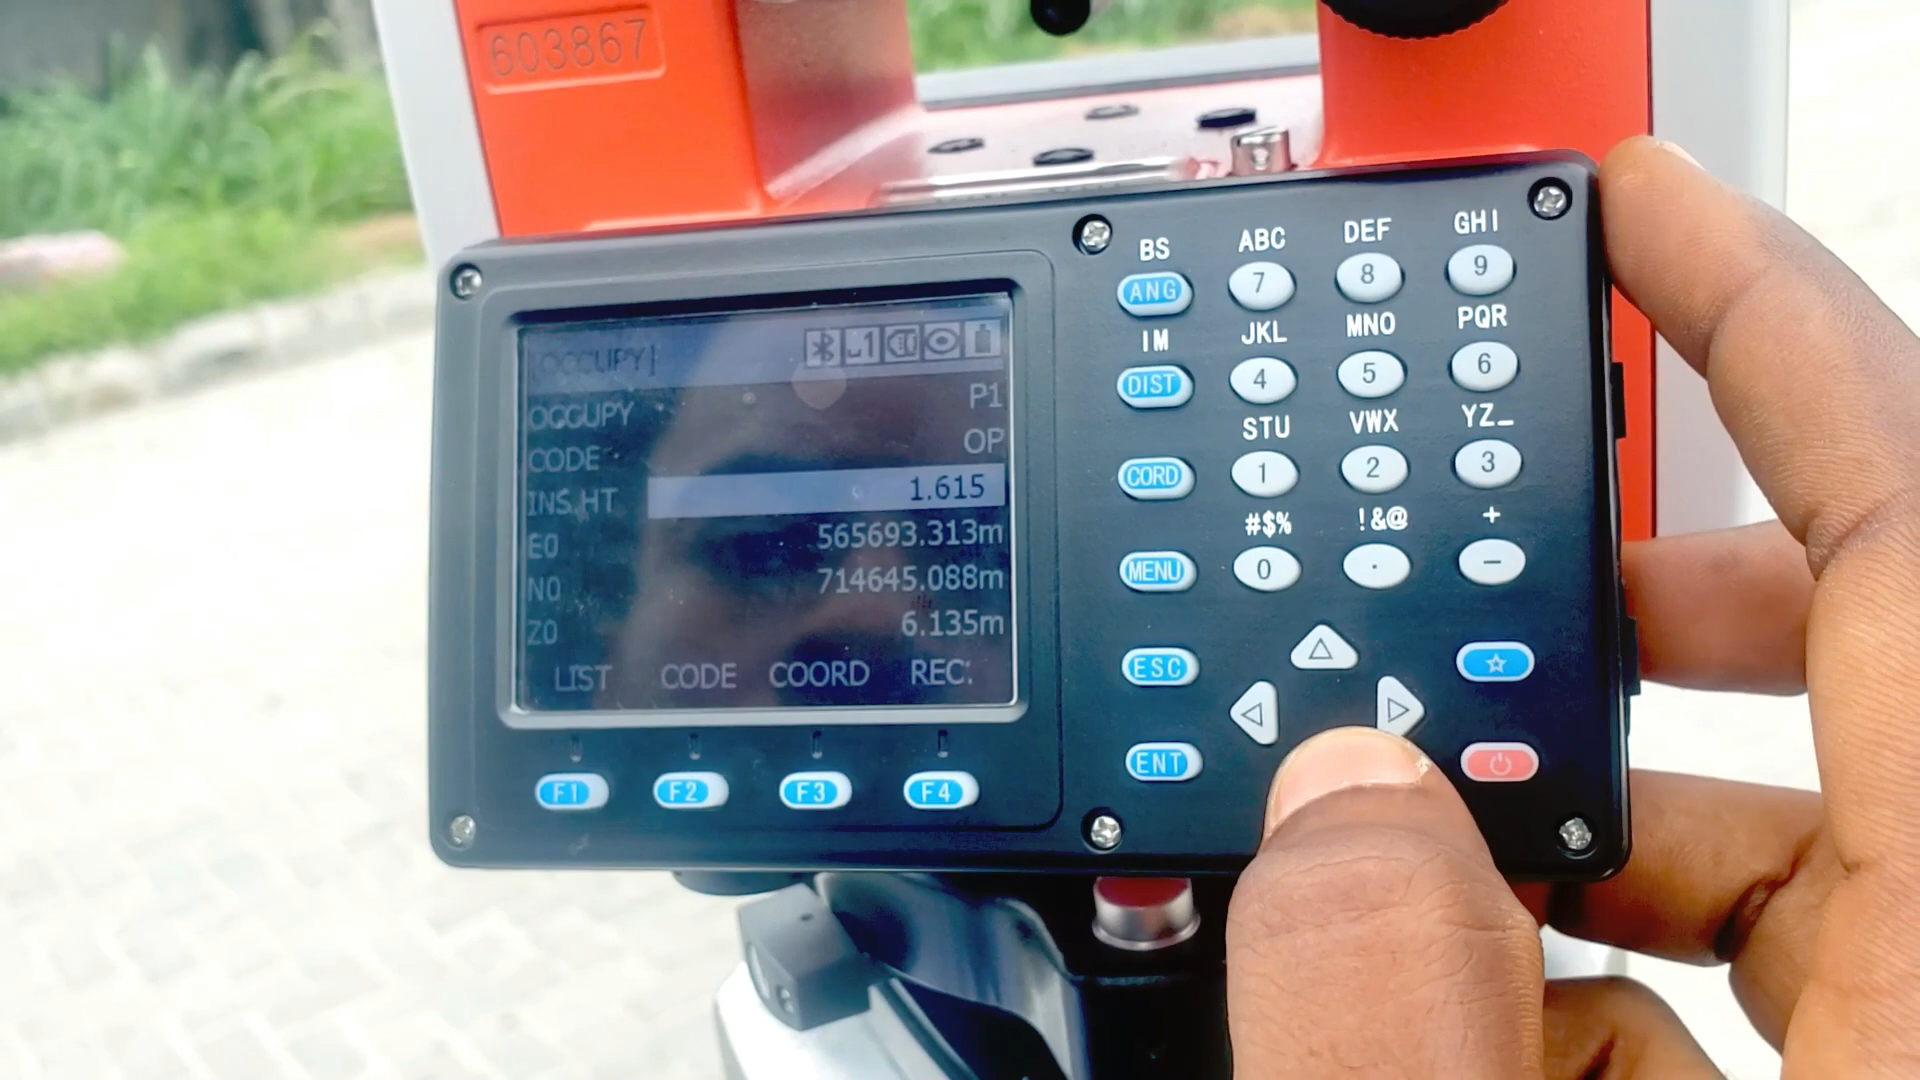 603867
[OCCUPY]
OCCUPY P1
CODE OP
INS.HT 1.615
E0 565693.313m
N0 714645.088m
Z0 6.135m
LIST CODE COORD REC.
F1 F2 F3 F4
BS ABC DEF GHI
ANG 7 8 9
IM JKL MNO PQR
DIST 4 5 6
STU VWX YZ_
CORD 1 2 3
#$% !&@ +
MENU 0 . −
ESC
ENT